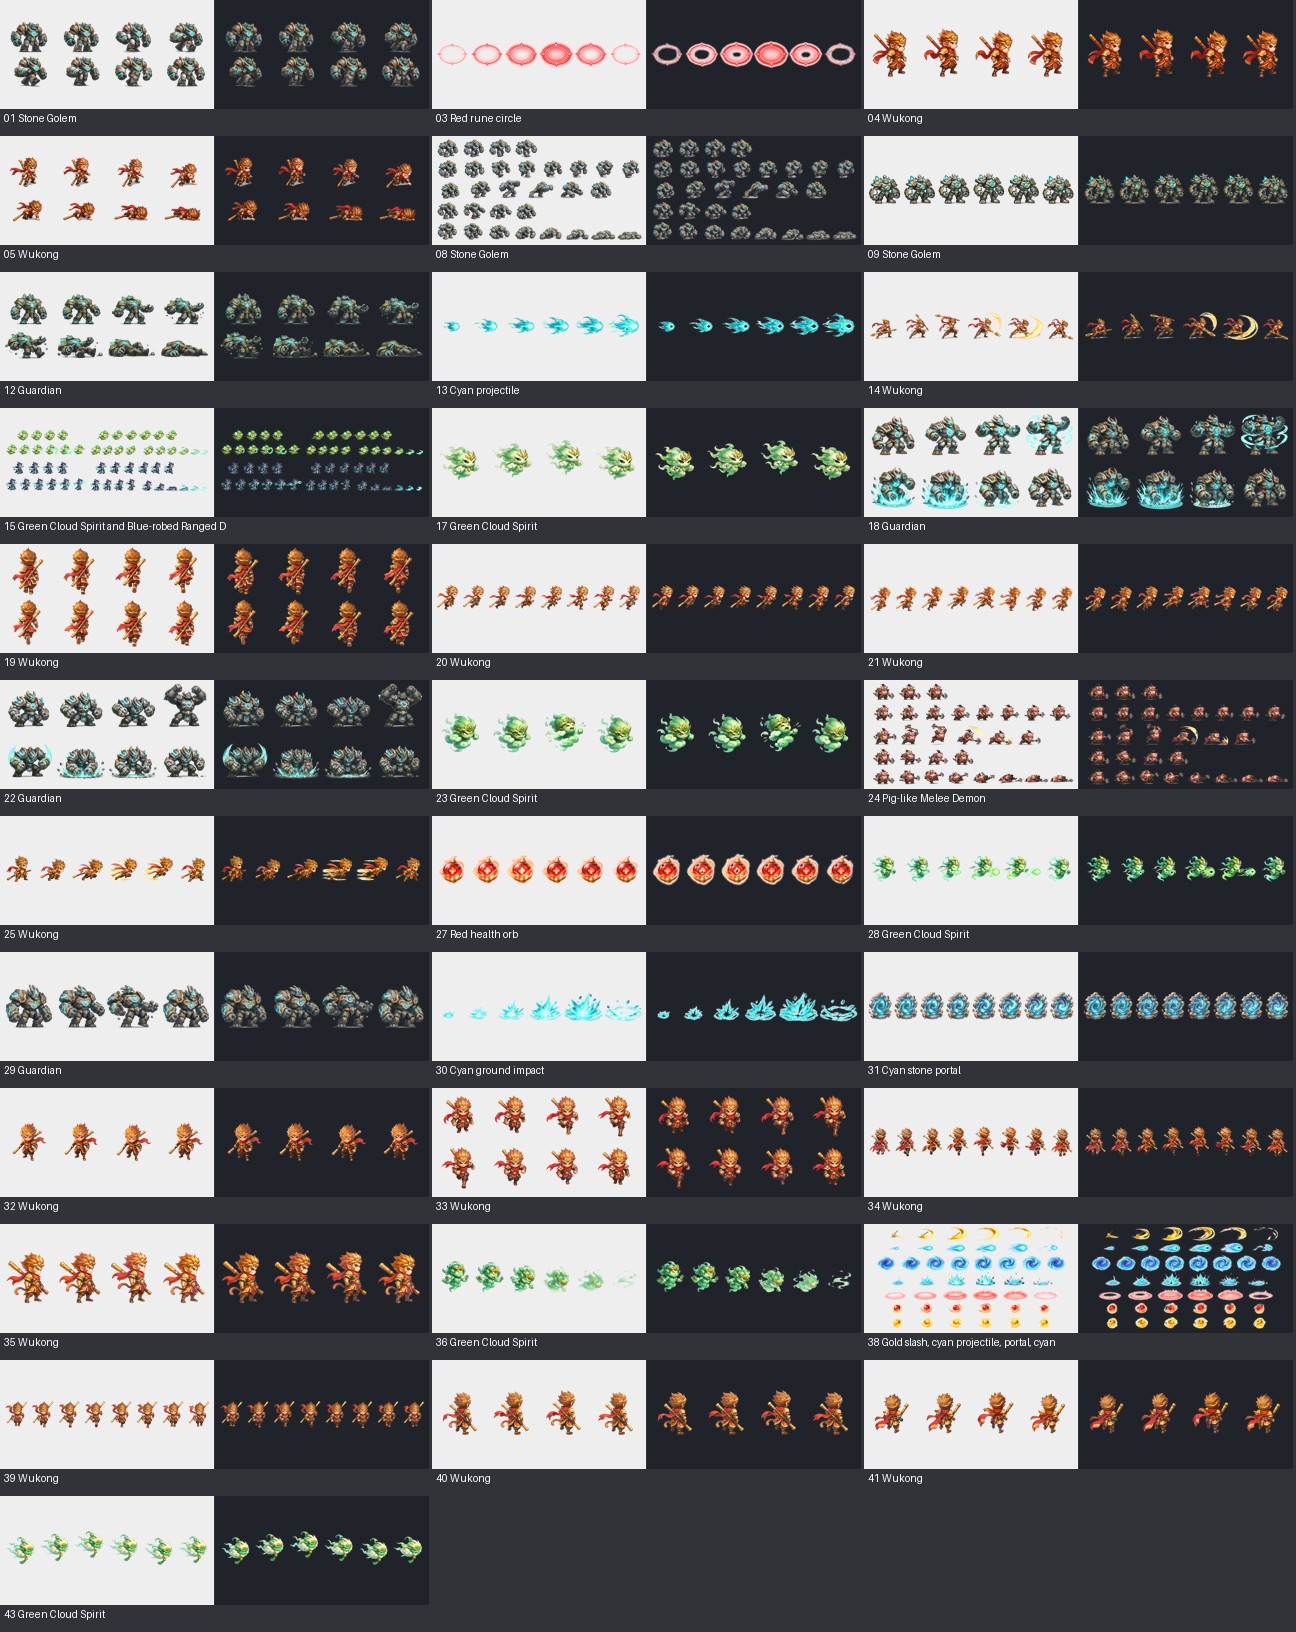 01 Stone Golem
03 Red rune circle
04 Wukong
05 Wukong
08 Stone Golem
09 Stone Golem
12 Guardian
13 Cyan projectile
14 Wukong
15 Green Cloud Spirit and Blue-robed Ranged D
17 Green Cloud Spirit
18 Guardian
19 Wukong
20 Wukong
21 Wukong
22 Guardian
23 Green Cloud Spirit
24 Pig-like Melee Demon
25 Wukong
27 Red health orb
28 Green Cloud Spirit
29 Guardian
30 Cyan ground impact
31 Cyan stone portal
32 Wukong
33 Wukong
34 Wukong
35 Wukong
36 Green Cloud Spirit
38 Gold slash, cyan projectile, portal, cyan
39 Wukong
40 Wukong
41 Wukong
43 Green Cloud Spirit